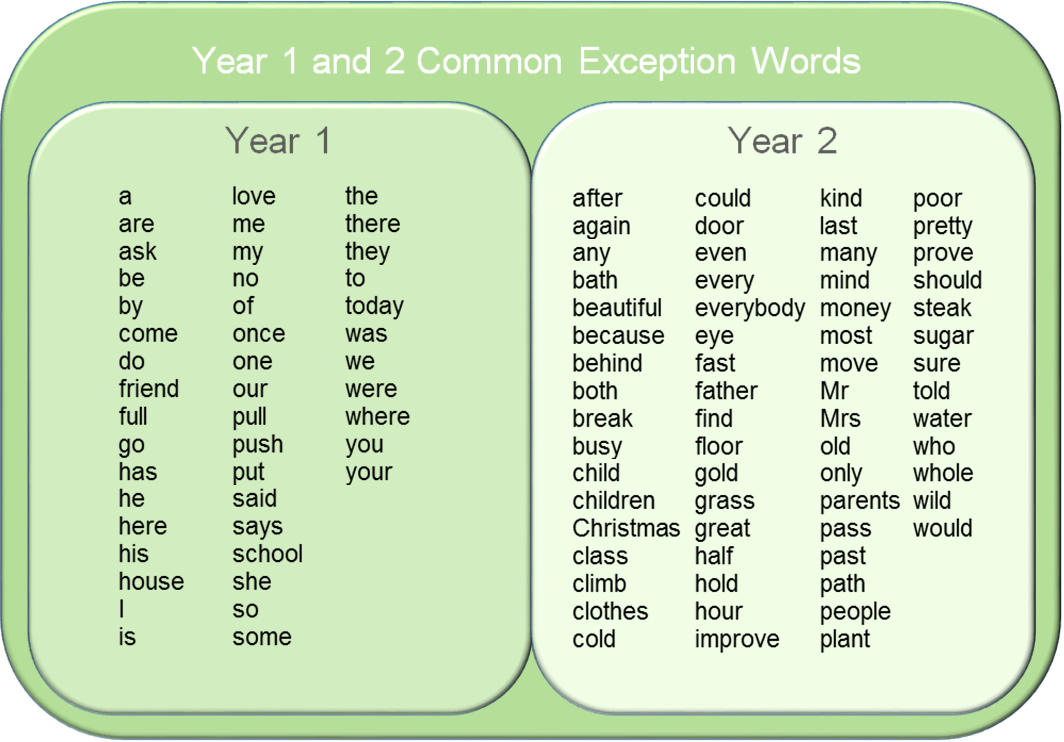 Year 1 and 2 Common Exception Words
Year 1
a love the
are me there
ask my they
be no to
by of today
come once was
do one we
friend our were
full pull where
go push you
has put your
he said
here says
his school
house she
I so
is some
Year 2
after could kind poor
again door last pretty
any even many prove
bath every mind should
beautiful everybody money steak
because eye most sugar
behind fast move sure
both father Mr told
break find Mrs water
busy floor old who
child gold only whole
children grass parents wild
Christmas great pass would
class half past
climb hold path
clothes hour people
cold improve plant